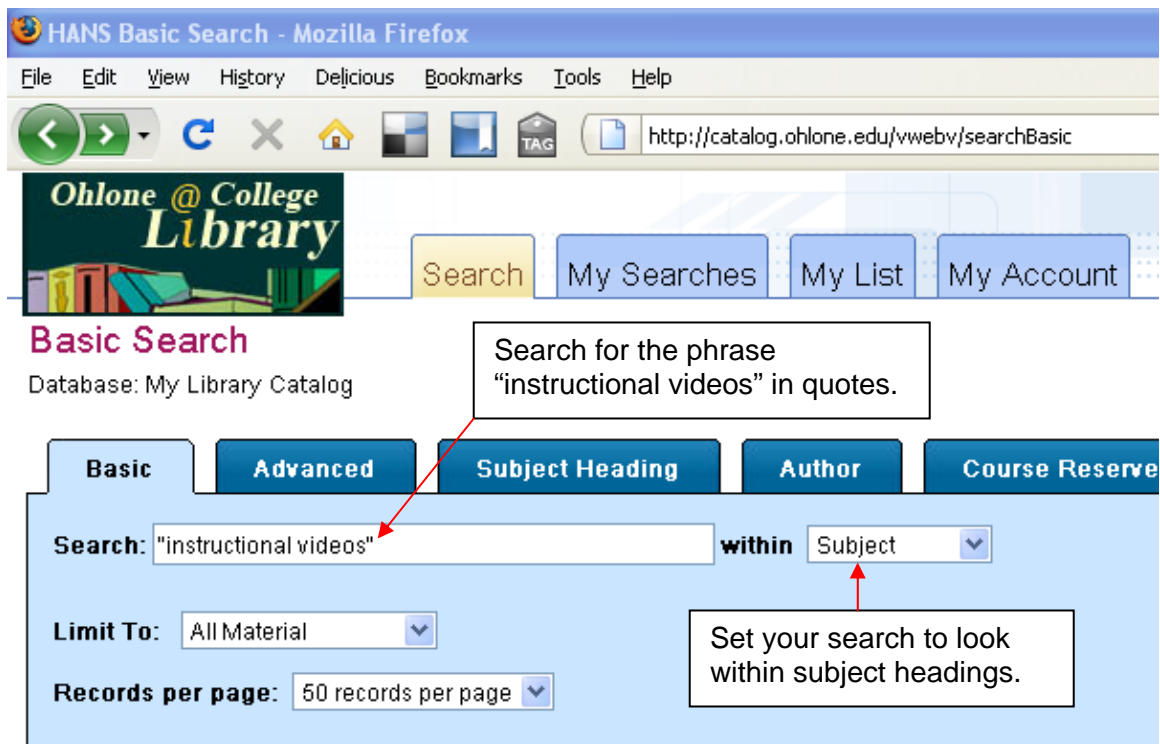 HANS Basic Search - Mozilla Firefox
File Edit View History Delicious Bookmarks Tools Help
TAG http://catalog.ohlone.edu/vwebv/searchBasic
Ohlone @ College
Library
Search My Searches My List My Account
Basic Search
Database: My Library Catalog
Search for the phrase
“instructional videos” in quotes.
Basic Advanced Subject Heading Author Course Reserve
Search: "instructional videos" within Subject
Limit To: All Material
Set your search to look
within subject headings.
Records per page: 50 records per page